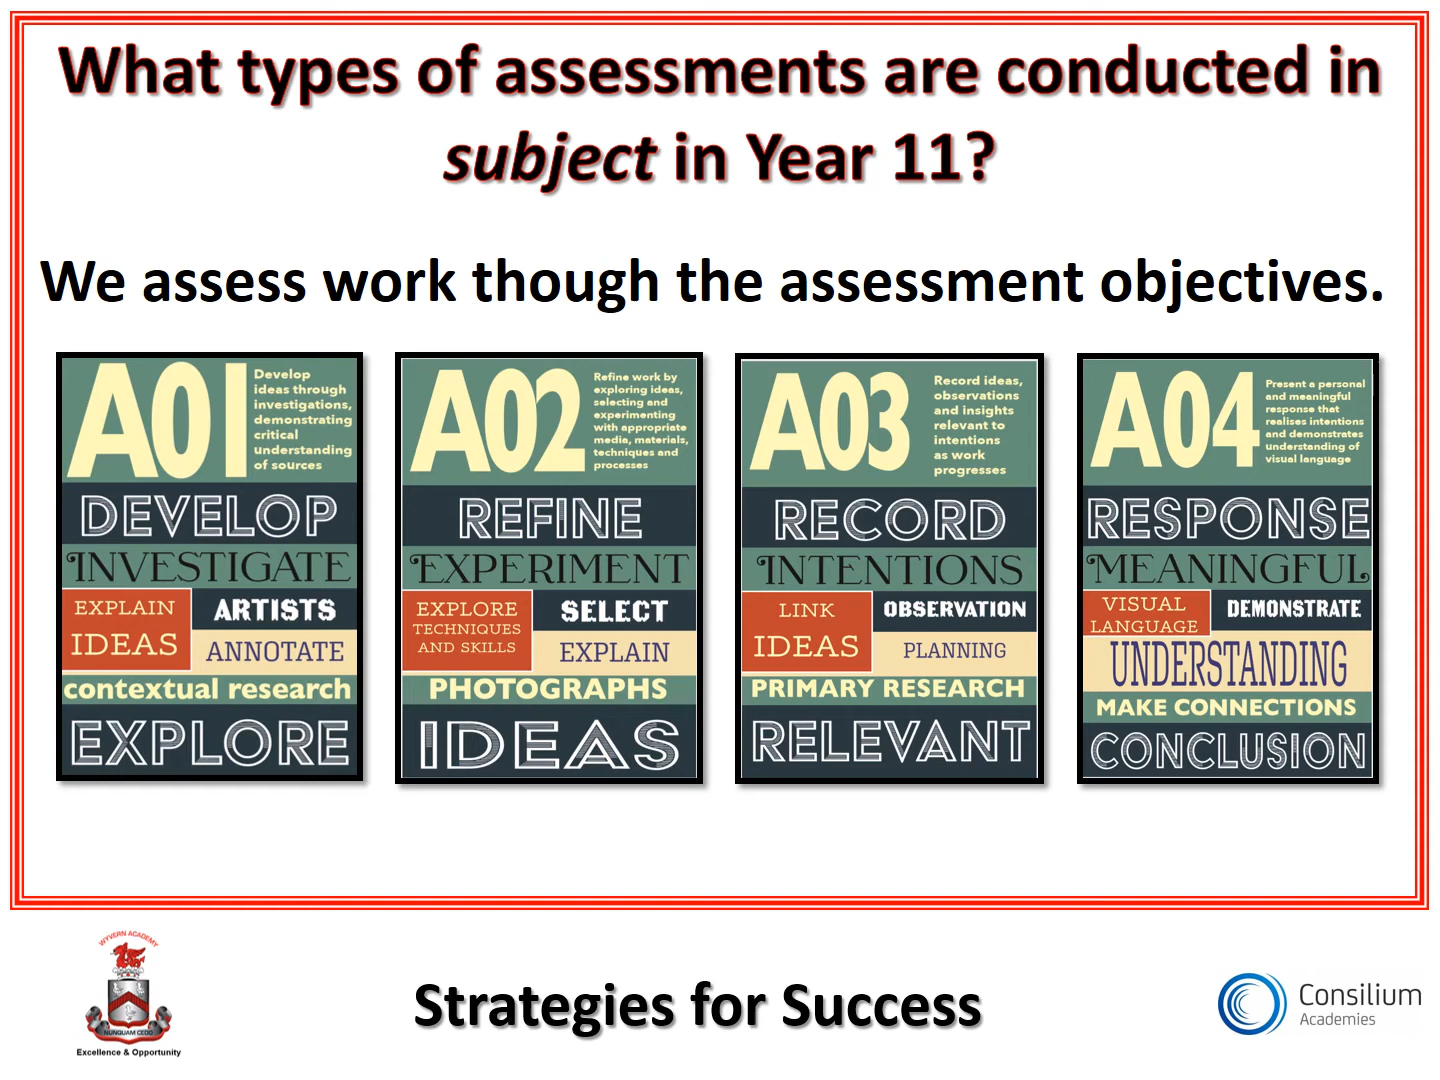 What types of assessments are conducted in
subject in Year 11?
We assess work though the assessment objectives.
A01
Develop
ideas through
investigations,
demonstrating
critical
understanding
of sources
DEVELOP
INVESTIGATE
EXPLAIN
IDEAS
ARTISTS
ANNOTATE
contextual research
EXPLORE
A02
Refine work by
exploring ideas,
selecting and
experimenting
with appropriate
media, materials,
techniques and
processes
REFINE
EXPERIMENT
EXPLORE
TECHNIQUES
AND SKILLS
SELECT
EXPLAIN
PHOTOGRAPHS
IDEAS
A03
Record ideas,
observations
and insights
relevant to
intentions
as work
progresses
RECORD
INTENTIONS
LINK
IDEAS
OBSERVATION
PLANNING
PRIMARY RESEARCH
RELEVANT
A04
Present a personal
and meaningful
response that
realises intentions
and demonstrates
understanding of
visual language
RESPONSE
MEANINGFUL
VISUAL
LANGUAGE
DEMONSTRATE
UNDERSTANDING
MAKE CONNECTIONS
CONCLUSION
WYVERN ACADEMY
NUNQUAM CEDO
Excellence & Opportunity
Strategies for Success
Consilium
Academies